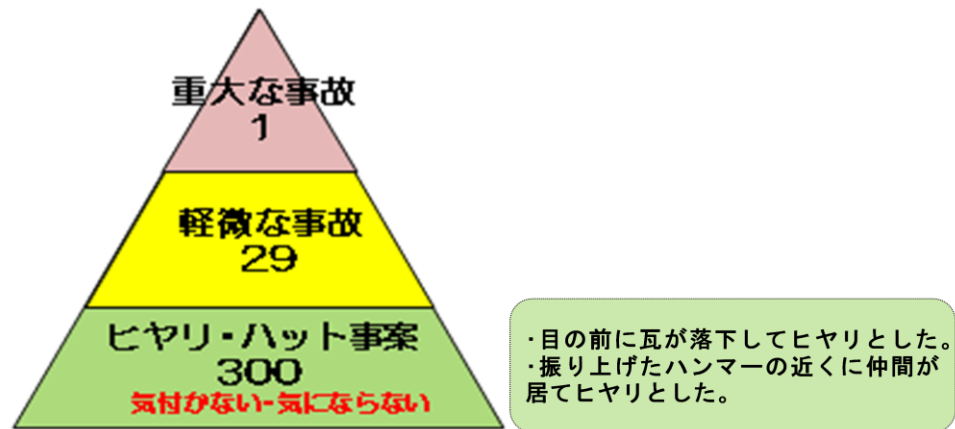 重大な事故
1
軽微な事故
29
ヒヤリ・ハット事案
300
気付かない・気にならない
・目の前に瓦が落下してヒヤリとした。
・振り上げたハンマーの近くに仲間が
居てヒヤリとした。